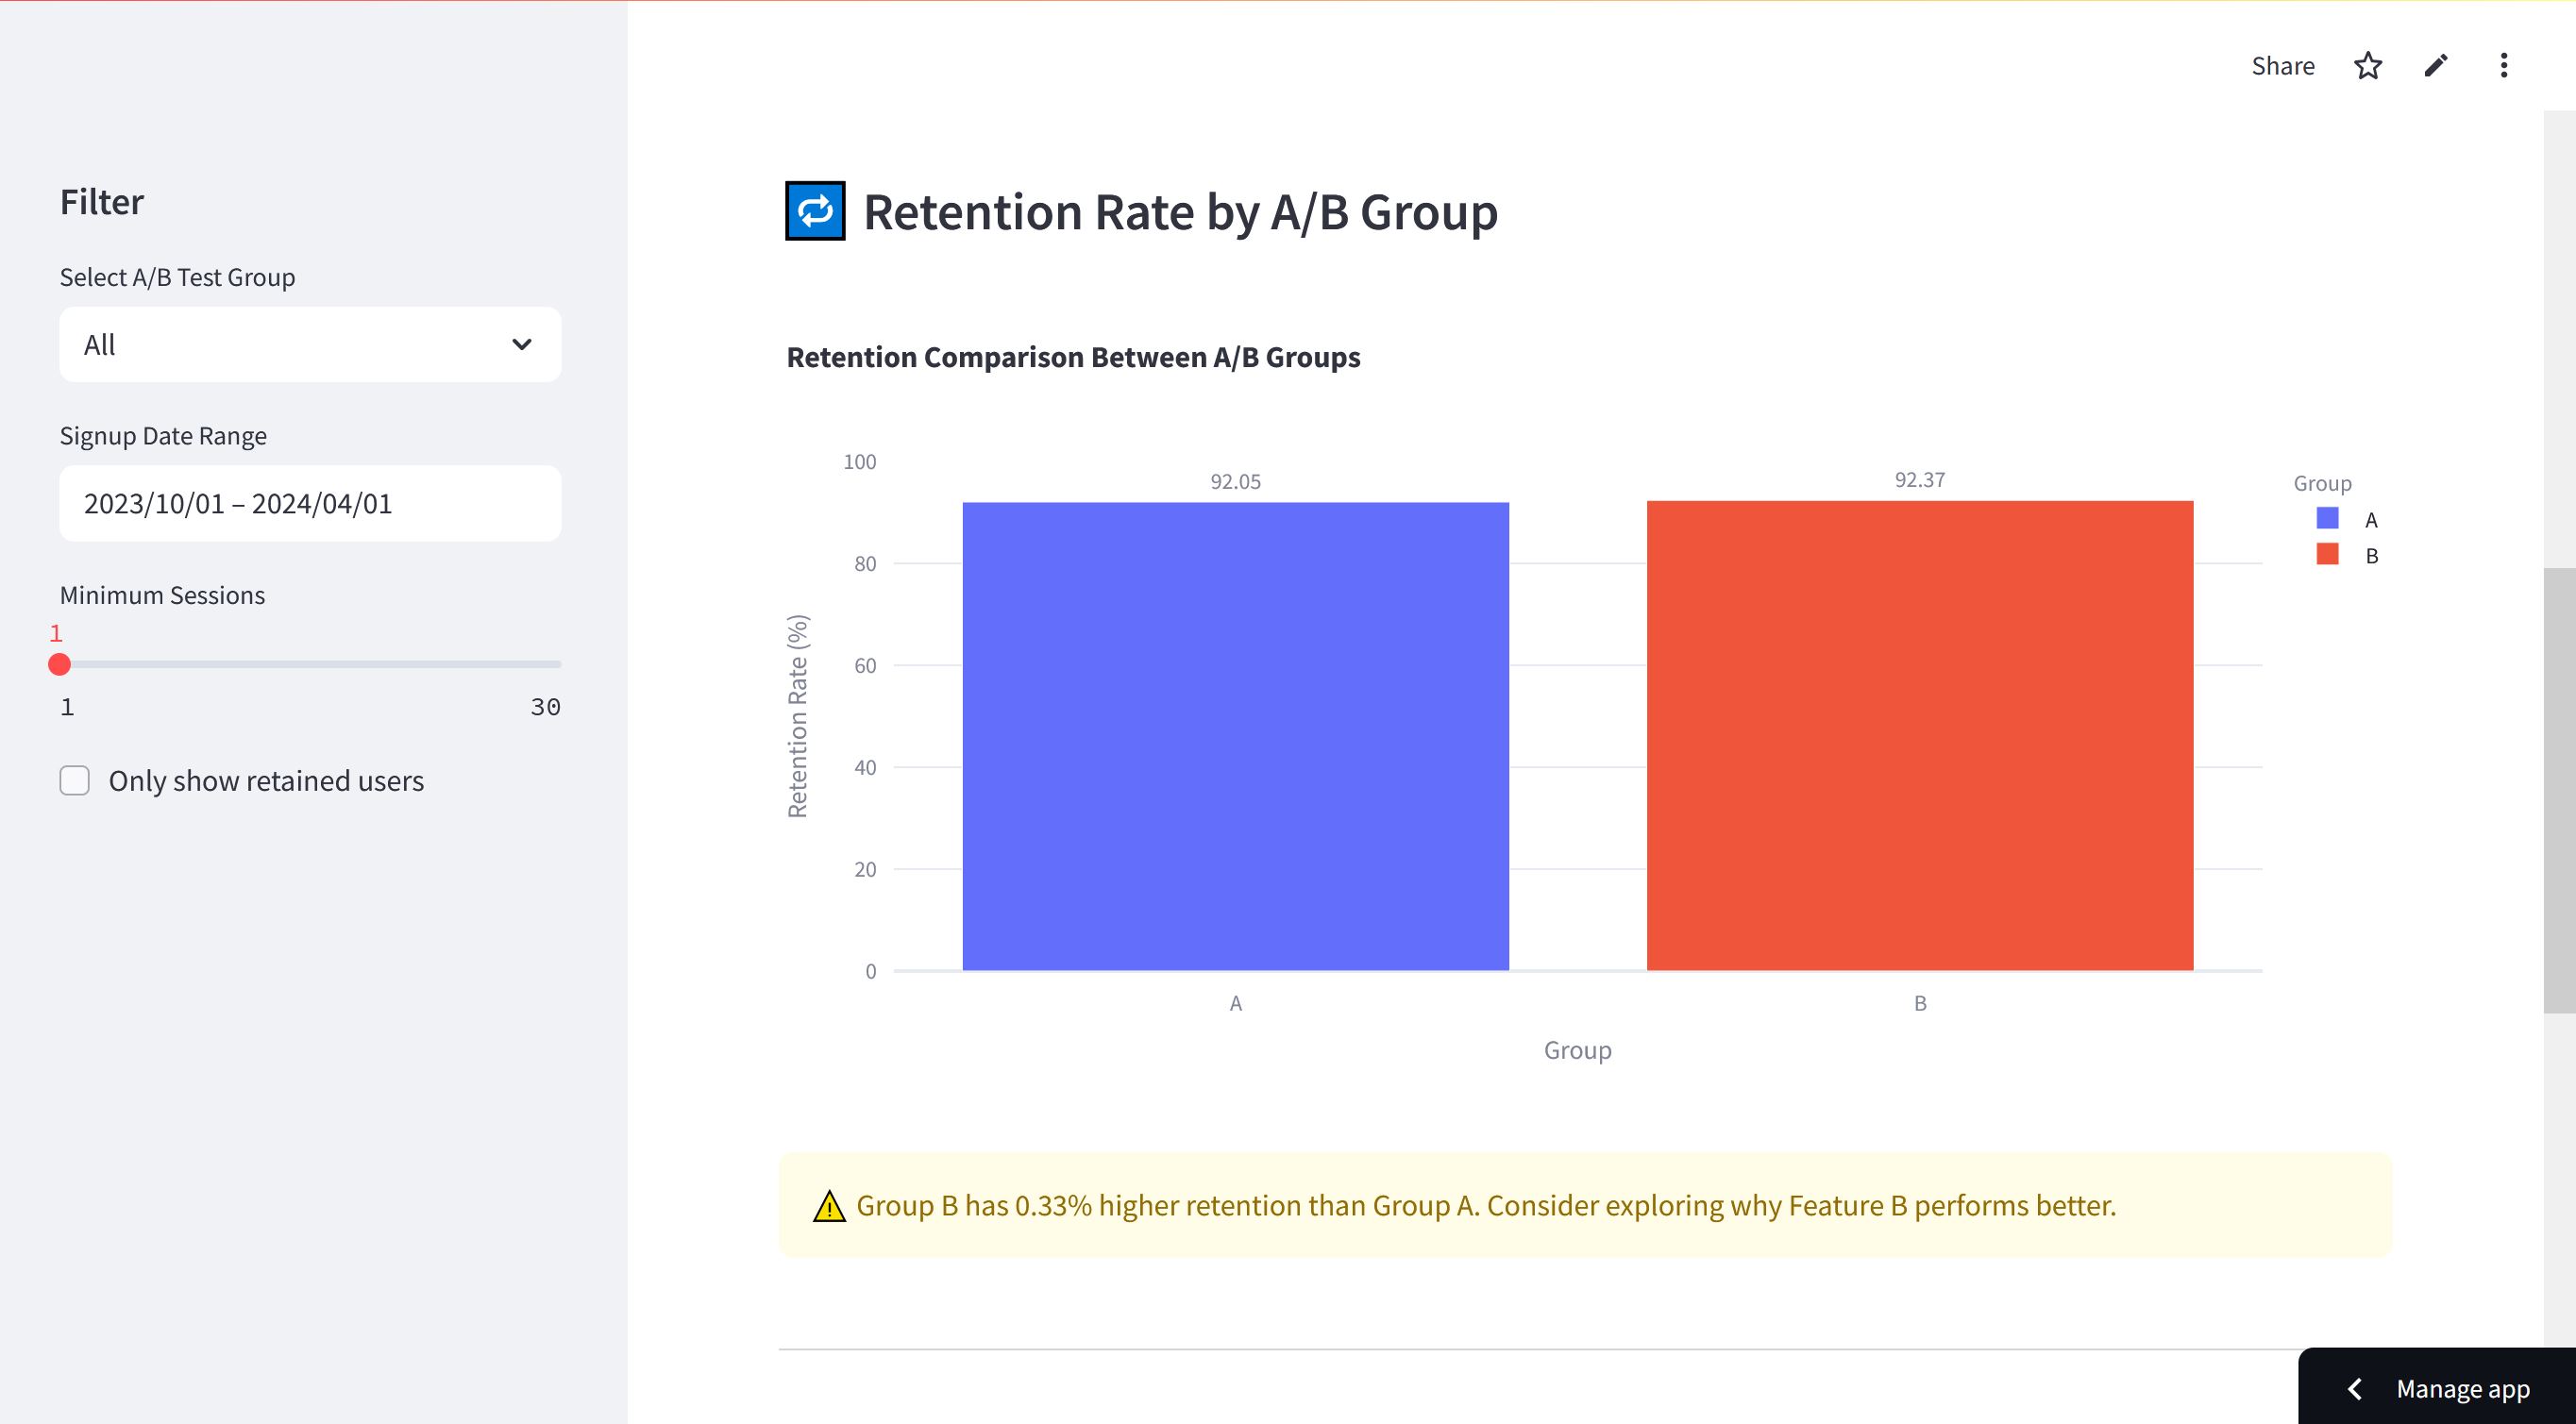 Share
Filter
Select A/B Test Group
All
Signup Date Range
2023/10/01 – 2024/04/01
Minimum Sessions
1
1 30
Only show retained users
Retention Rate by A/B Group
Retention Comparison Between A/B Groups
100
80
60
40
20
0
Retention Rate (%)
92.05
92.37
A
B
Group
Group
A
B
⚠️ Group B has 0.33% higher retention than Group A. Consider exploring why Feature B performs better.
Manage app